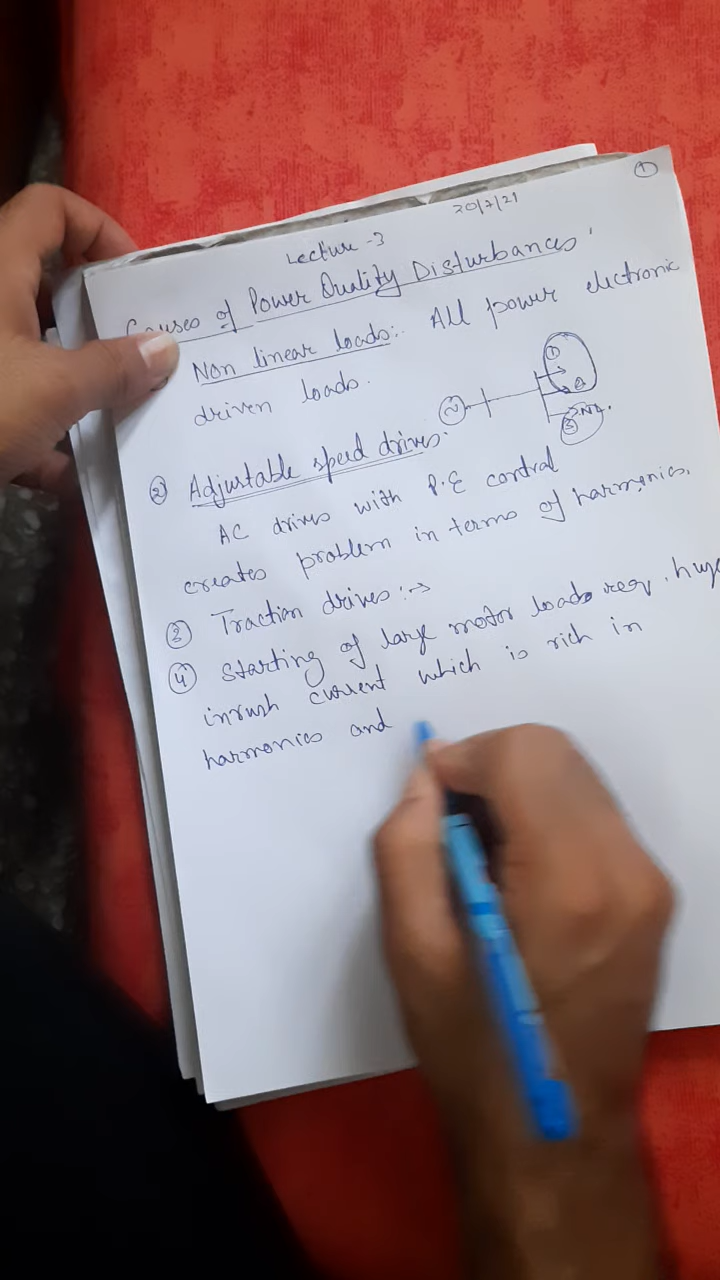 ①
20/7/21
Lecture -3
Causes of Power Quality Disturbances'
Non linear loads:. All power electronic
driven loads.
①
②
③
② Adjustable speed drives.
AC drives with P.E control
creates problem in terms of harmonics.
③ Traction drives:→
④ Starting of large motor loads req. huge
inrush current which is rich in
harmonics and